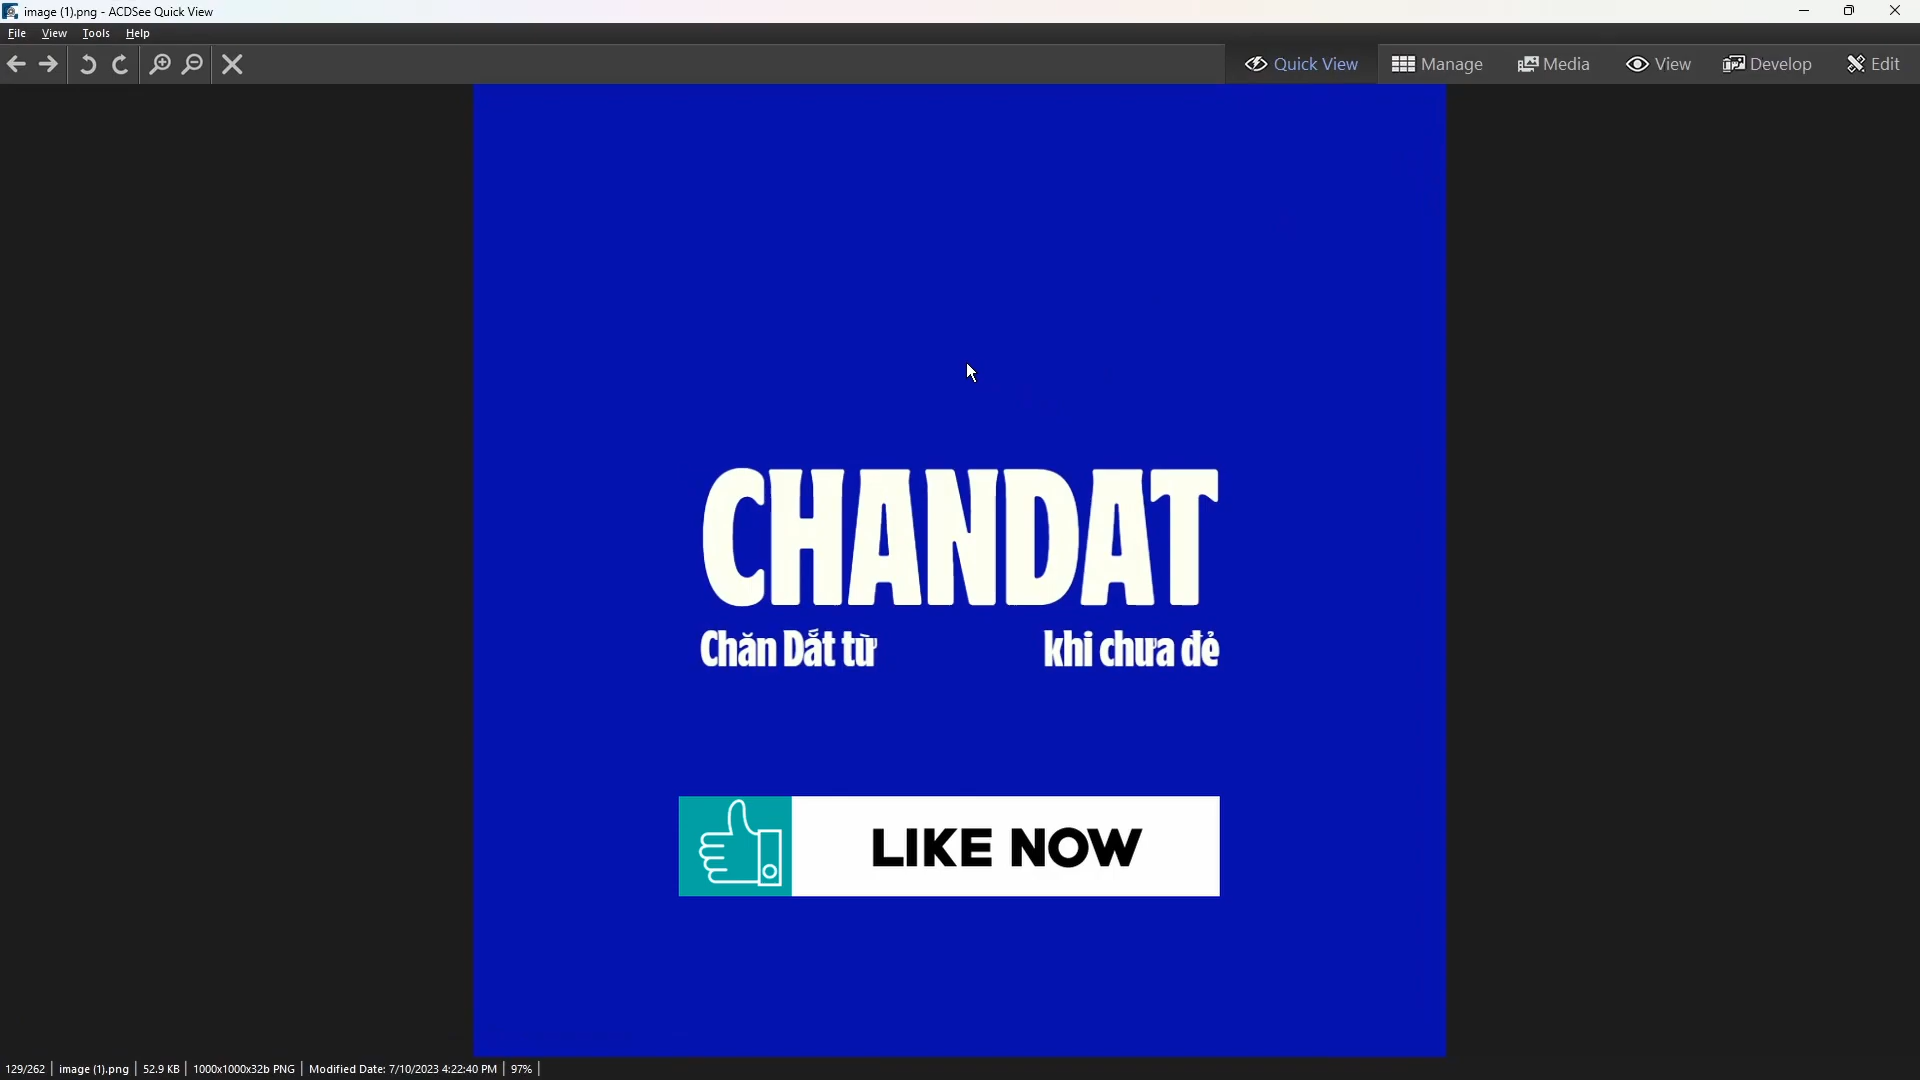 image (1).png - ACDSee Quick View
File View Tools Help
Quick View Manage Media View Develop Edit
CHANDAT
Chăn Dắt từ khi chưa đẻ
LIKE NOW
129/262 image (1).png 52.9 KB 1000x1000x32b PNG Modified Date: 7/10/2023 4:22:40 PM 97%